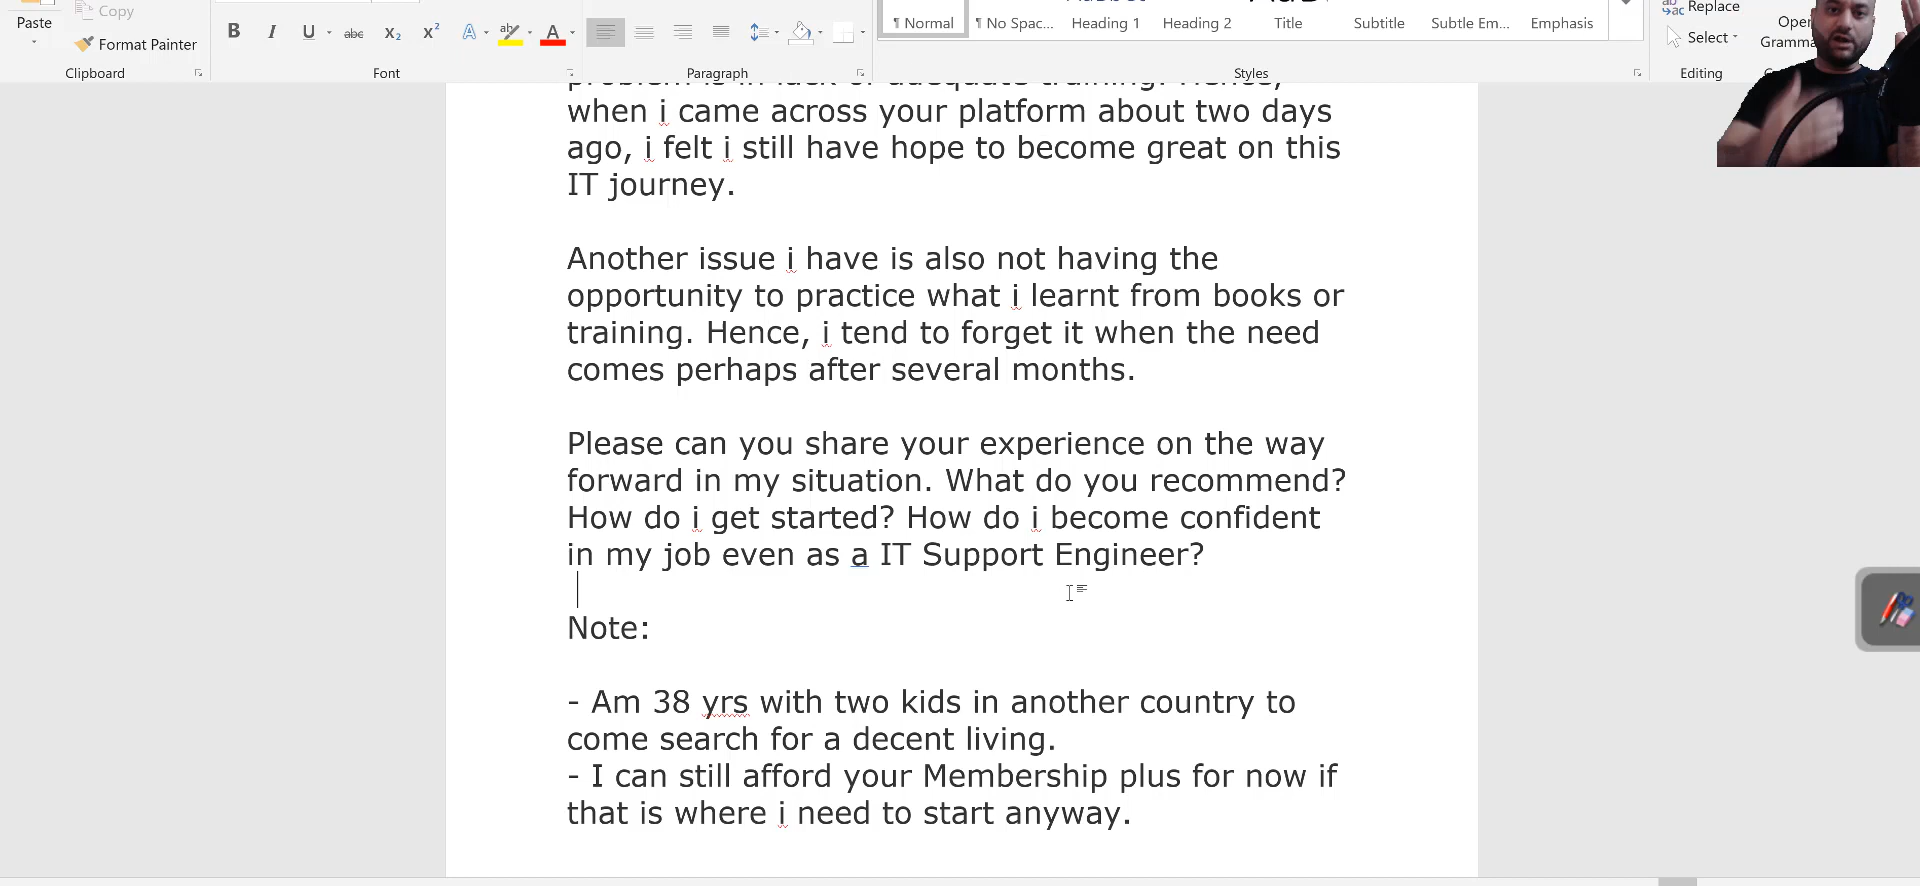 Paste
Copy
Format Painter
Clipboard
B I U abc X2 X2 A ab A
Font
Paragraph
¶ Normal
¶ No Spac...
Heading 1
Heading 2
Title
Subtitle
Subtle Em...
Emphasis
Styles
Replace
Select
Editing
when i came across your platform about two days
ago, i felt i still have hope to become great on this
IT journey.
Another issue i have is also not having the
opportunity to practice what i learnt from books or
training. Hence, i tend to forget it when the need
comes perhaps after several months.
Please can you share your experience on the way
forward in my situation. What do you recommend?
How do i get started? How do i become confident
in my job even as a IT Support Engineer?
Note:
- Am 38 yrs with two kids in another country to
come search for a decent living.
- I can still afford your Membership plus for now if
that is where i need to start anyway.